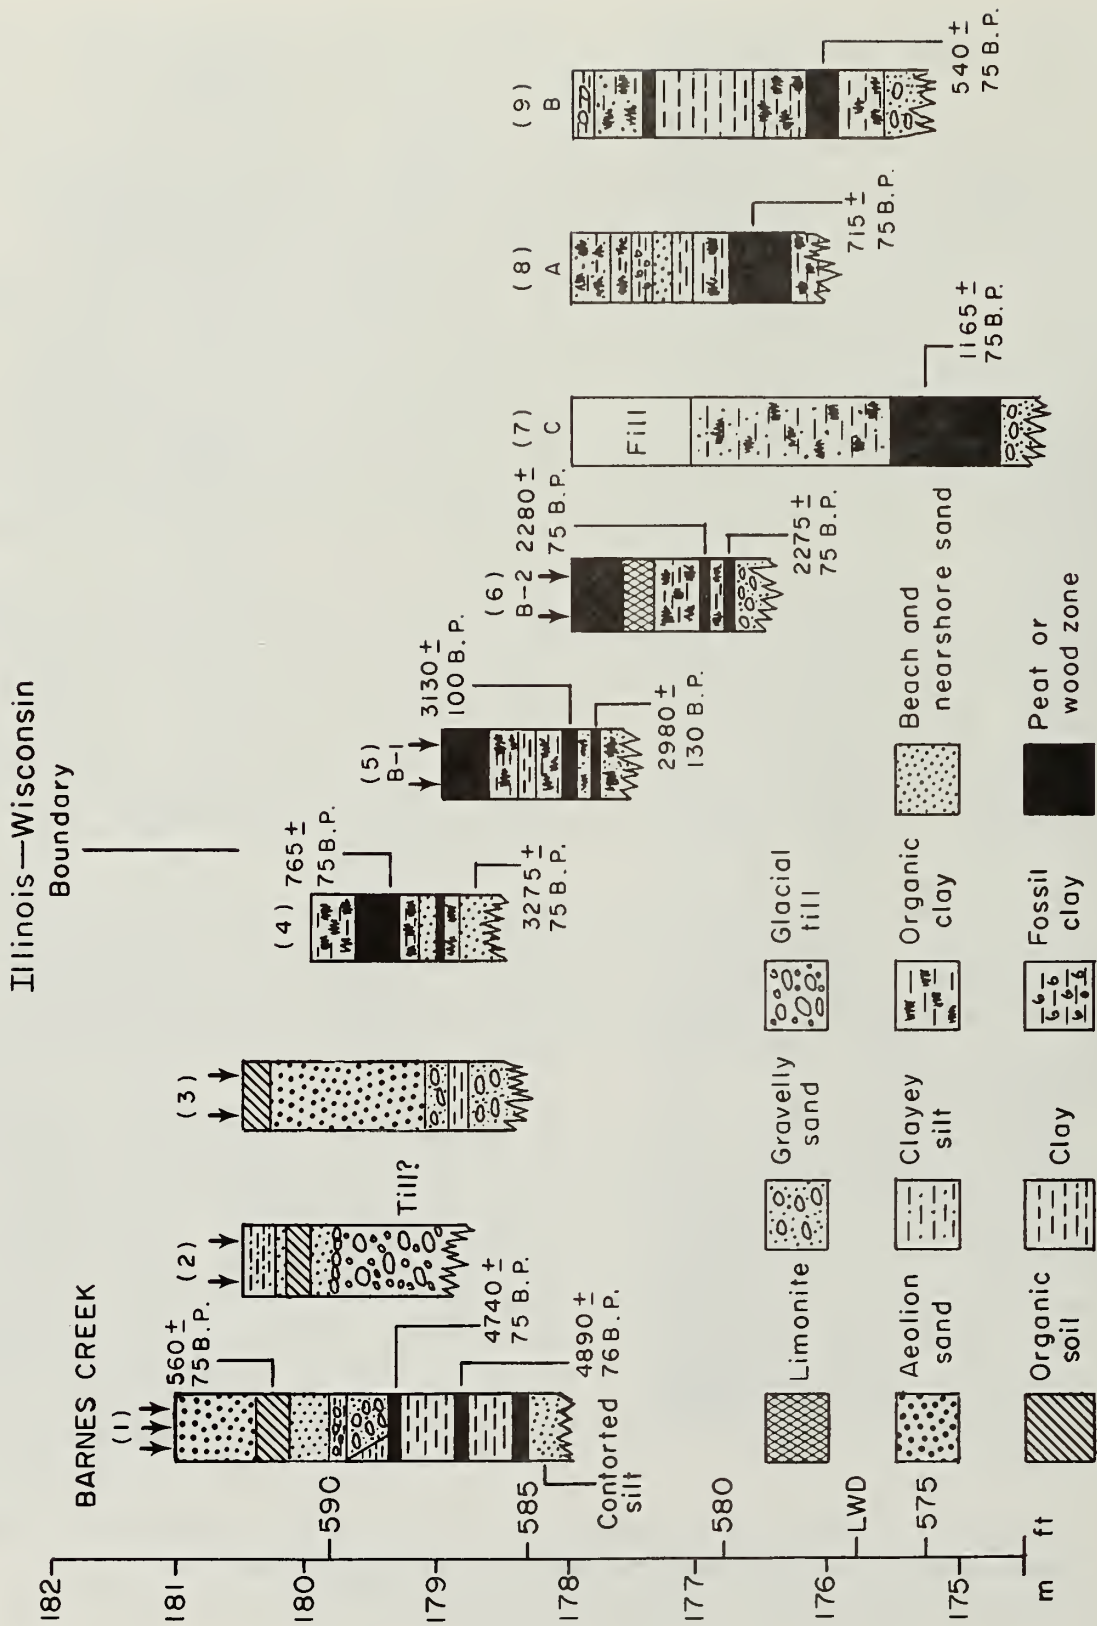 Illinois—Wisconsin
Boundary
BARNES CREEK
(1)
560±
75 B.P.
4740±
75 B.P.
4890±
76 B.P.
Contorted
silt
(2)
Till?
(3)
(4)
765±
75 B.P.
3275±
75 B.P.
(5)
B-1
3130±
100 B.P.
2980±
130 B.P.
(6)
B-2
2280±
75 B.P.
2275±
75 B.P.
(7)
C
Fill
1165±
75 B.P.
(8)
A
715±
75 B.P.
(9)
B
540±
75 B.P.
182
181
180
179
178
177
176
175
m
590
585
580
LWD
575
ft
Limonite
Gravelly
sand
Glacial
till
Aeolion
sand
Clayey
silt
Organic
clay
Beach and
nearshore sand
Organic
soil
Clay
Fossil
clay
Peat or
wood zone